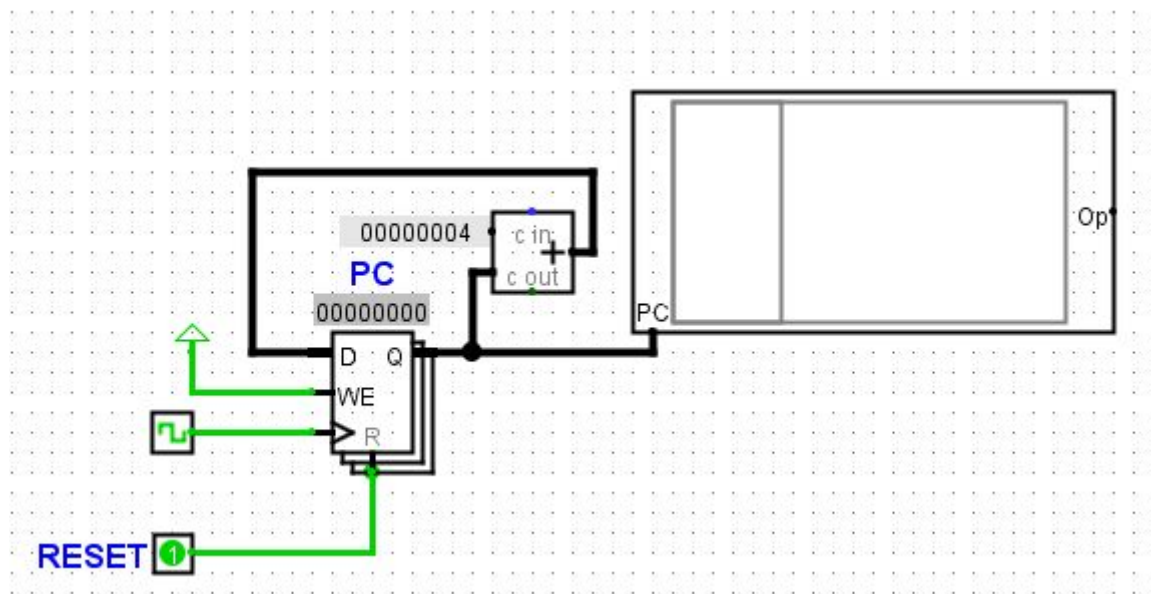 00000004
c in
+
Op
PC
c out
00000000
PC
D Q
WE
R
RESET 1